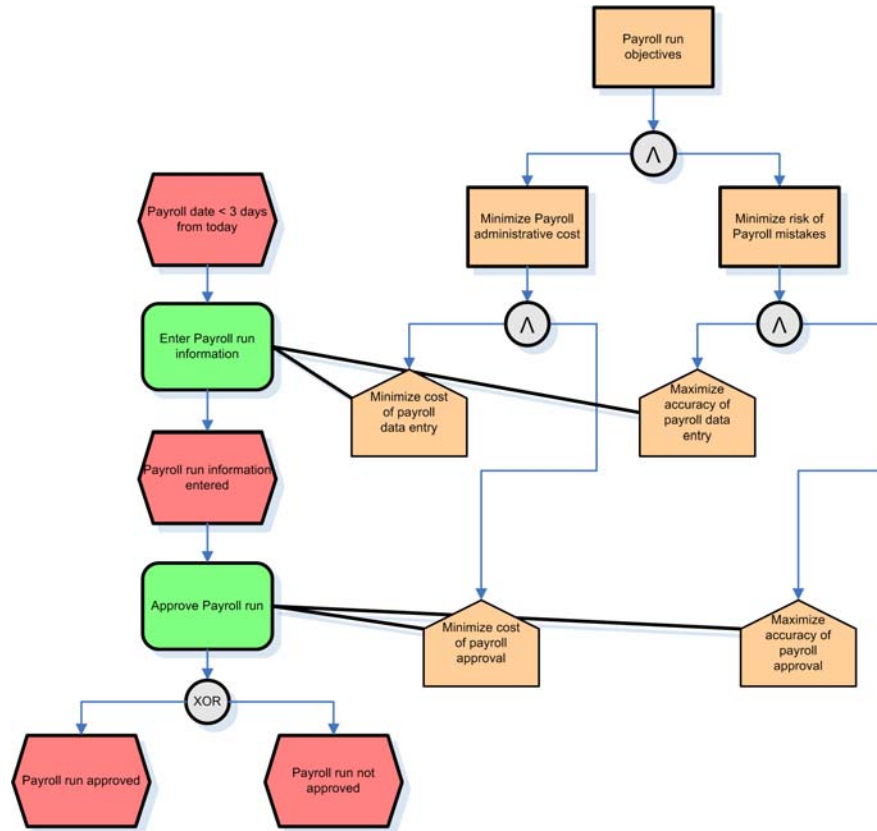 Payroll run
objectives
Λ
Payroll date < 3 days
from today
Minimize Payroll
administrative cost
Minimize risk of
Payroll mistakes
Λ
Λ
Enter Payroll run
information
Minimize cost
of payroll
data entry
Maximize
accuracy of
payroll data
entry
Payroll run information
entered
Approve Payroll run
Minimize cost
of payroll
approval
Maximize
accuracy of
payroll
approval
XOR
Payroll run approved
Payroll run not
approved